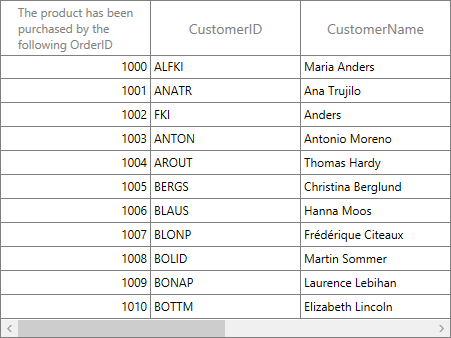 The product has been
purchased by the
following OrderID
CustomerID
CustomerName
1000 ALFKI Maria Anders
1001 ANATR Ana Trujilo
1002 FKI Anders
1003 ANTON Antonio Moreno
1004 AROUT Thomas Hardy
1005 BERGS Christina Berglund
1006 BLAUS Hanna Moos
1007 BLONP Frédérique Citeaux
1008 BOLID Martin Sommer
1009 BONAP Laurence Lebihan
1010 BOTTM Elizabeth Lincoln